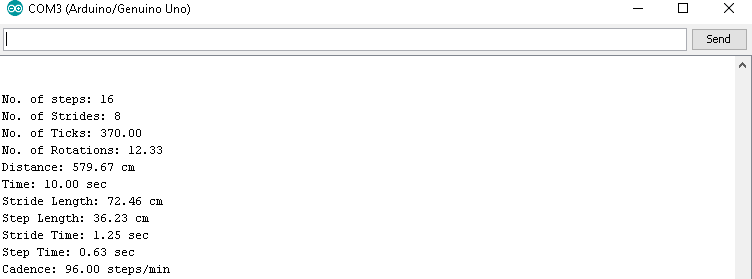 COM3 (Arduino/Genuino Uno)
Send
No. of steps: 16
No. of Strides: 8
No. of Ticks: 370.00
No. of Rotations: 12.33
Distance: 579.67 cm
Time: 10.00 sec
Stride Length: 72.46 cm
Step Length: 36.23 cm
Stride Time: 1.25 sec
Step Time: 0.63 sec
Cadence: 96.00 steps/min